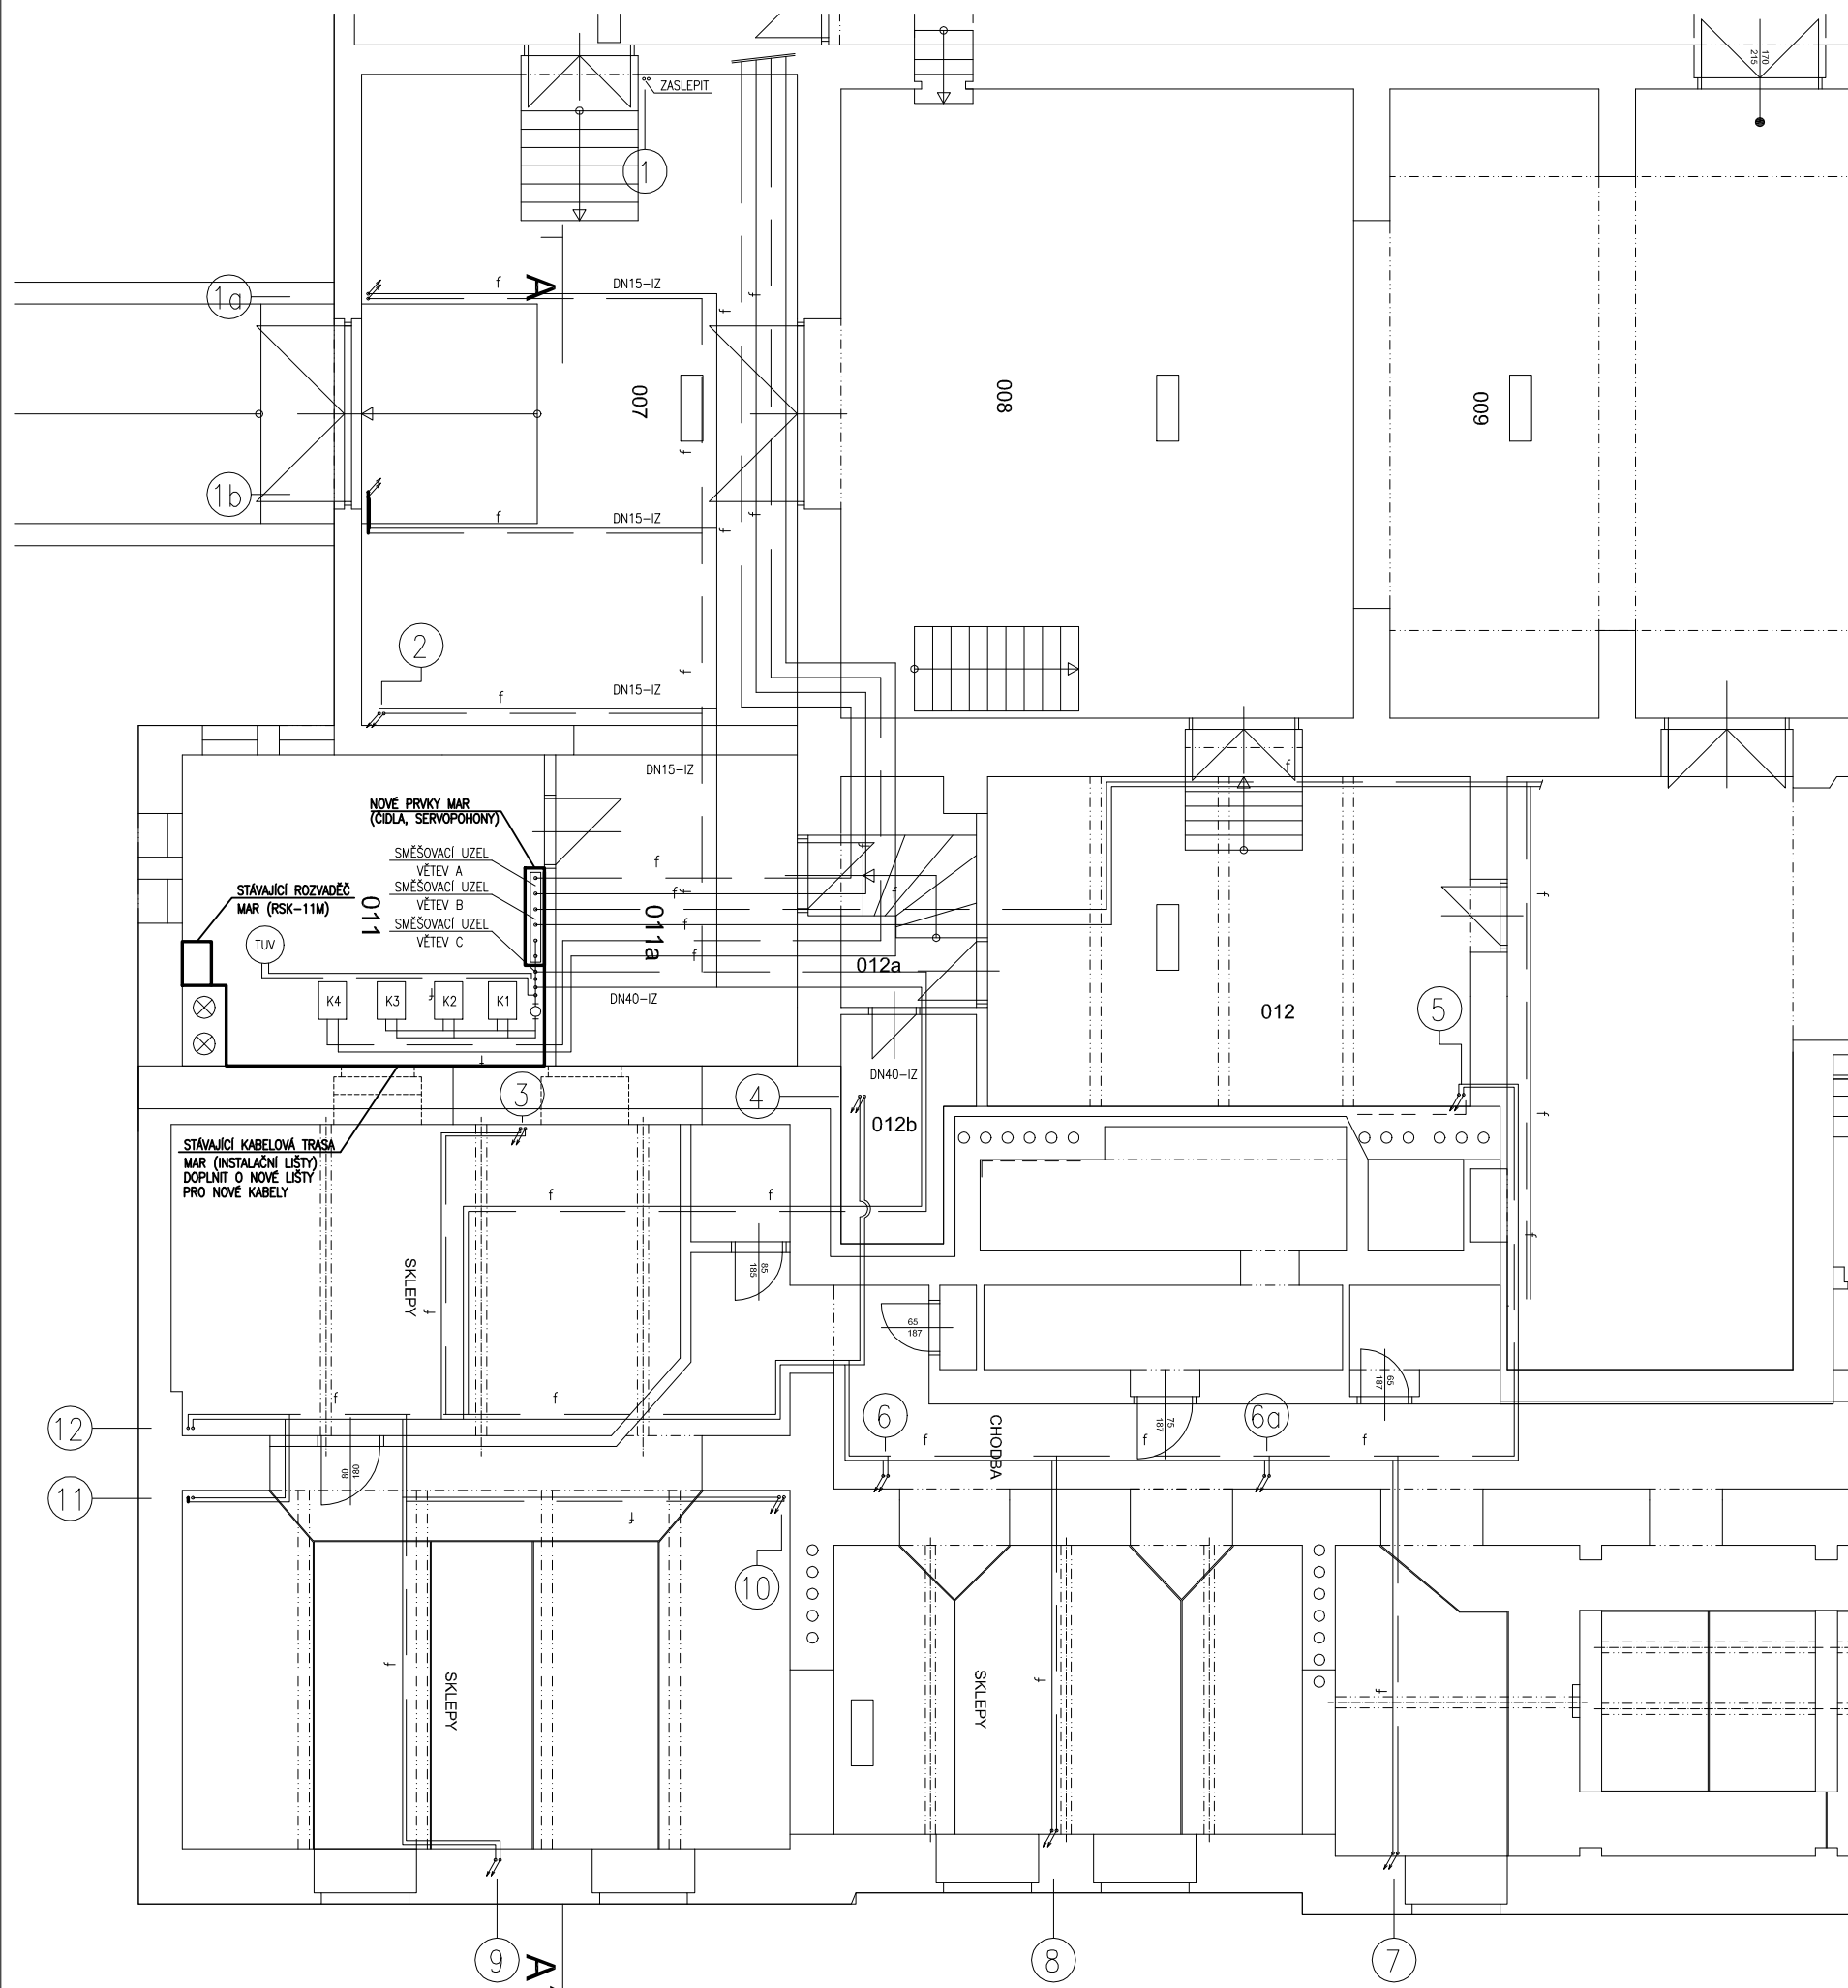 ZASLEPIT
1
A
1a
f
DN15-IZ
f
f
007
008
009
170
215
f
1b
f
DN15-IZ
f
f
2
f
DN15-IZ
f
DN15-IZ
f
NOVÉ PRVKY MAR
(ČIDLA, SERVOPOHONY)
SMĚŠOVACÍ UZEL
VĚTEV A
SMĚŠOVACÍ UZEL
VĚTEV B
SMĚŠOVACÍ UZEL
VĚTEV C
STÁVAJÍCÍ ROZVADĚČ
MAR (RSK-11M)
011
011a
f
f
f
f
f
f
f
f
TUV
K4
K3
K2
K1
f
DN40-IZ
012a
012
5
3
4
DN40-IZ
012b
f
STÁVAJÍCÍ KABELOVÁ TRASA
MAR (INSTALAČNÍ LIŠTY)
DOPLNIT O NOVÉ LIŠTY
PRO NOVÉ KABELY
f
f
f
85
185
SKLEPY
f
65
187
65
187
12
f
f
6
6a
CHODBA
f
f
f
75
187
80
180
11
f
10
f
SKLEPY
SKLEPY
f
f
9
A'
8
7